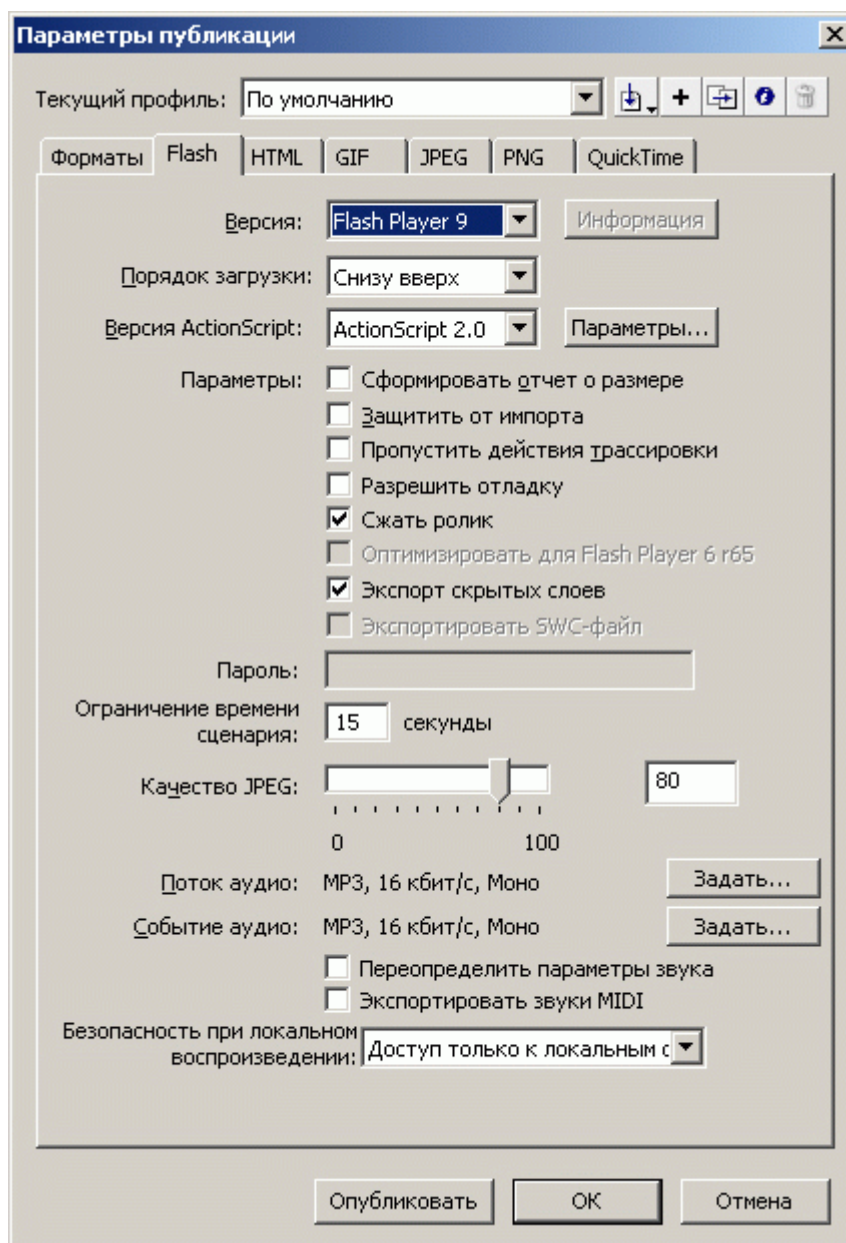 Параметры публикации
Текущий профиль: По умолчанию
Форматы Flash HTML GIF JPEG PNG QuickTime
Версия: Flash Player 9 Информация
Порядок загрузки: Снизу вверх
Версия ActionScript: ActionScript 2.0 Параметры...
Параметры: Сформировать отчет о размере
Защитить от импорта
Пропустить действия трассировки
Разрешить отладку
Сжать ролик
Оптимизировать для Flash Player 6 r65
Экспорт скрытых слоев
Экспортировать SWC-файл
Пароль:
Ограничение времени
сценария: 15 секунды
Качество JPEG: 80
0 100
Поток аудио: MP3, 16 кбит/с, Моно Задать...
Событие аудио: MP3, 16 кбит/с, Моно Задать...
Переопределить параметры звука
Экспортировать звуки MIDI
Безопасность при локальном
воспроизведении: Доступ только к локальным с
Опубликовать OK Отмена